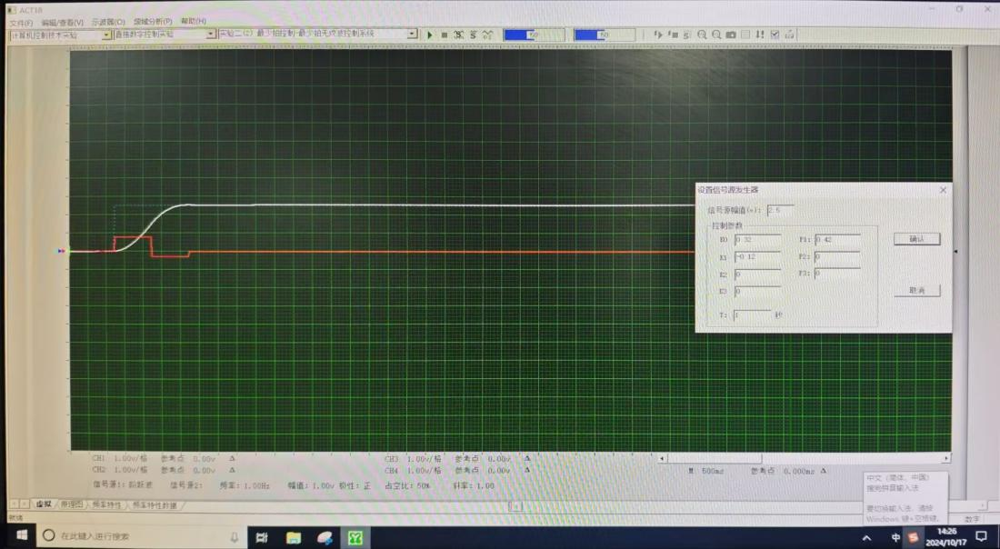 ACT1B
文件(F) 编辑/查看(V) 示波器(O) 频域分析(P) 帮助(H)
计算机控制技术实验 直接数字控制实验 实验二(2) 最少拍控制-最少拍无纹波控制系统 50 50
设置信号源发生器
信号源幅值(v): 2.5
控制参数
K0 0.32 P1: 0.42 确认
K1 -0.12 P2: 0
K2 0 P3: 0
K3 0 取消
T: 1 秒
CH1 1.00v/格 参考点 0.00v Δ CH3 1.00v/格 参考点 0.00v Δ
CH2 1.00v/格 参考点 0.00v Δ CH4 1.00v/格 参考点 0.00v Δ M: 500ms 参考点 0.000ms Δ
信号源1: 阶跃波 信号源2: 频率: 1.00Hz 幅值: 1.00v 极性: 正 占空比: 50% 斜率: 1.00
虚拟 原理图 频率特性 频率特性数据
就绪 数字
中文(简体，中国)
搜狗拼音输入法
要切换输入法，请按
Windows 键+空格键。
在此键入进行搜索
中
14:26
2024/10/17